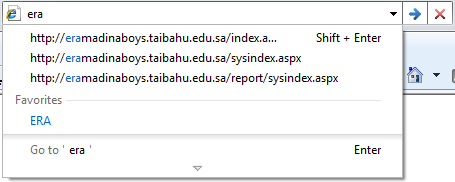 era
http://eramadinaboys.taibahu.edu.sa/index.a... Shift + Enter
http://eramadinaboys.taibahu.edu.sa/sysindex.aspx
http://eramadinaboys.taibahu.edu.sa/report/sysindex.aspx
Favorites
ERA
Go to ' era ' Enter